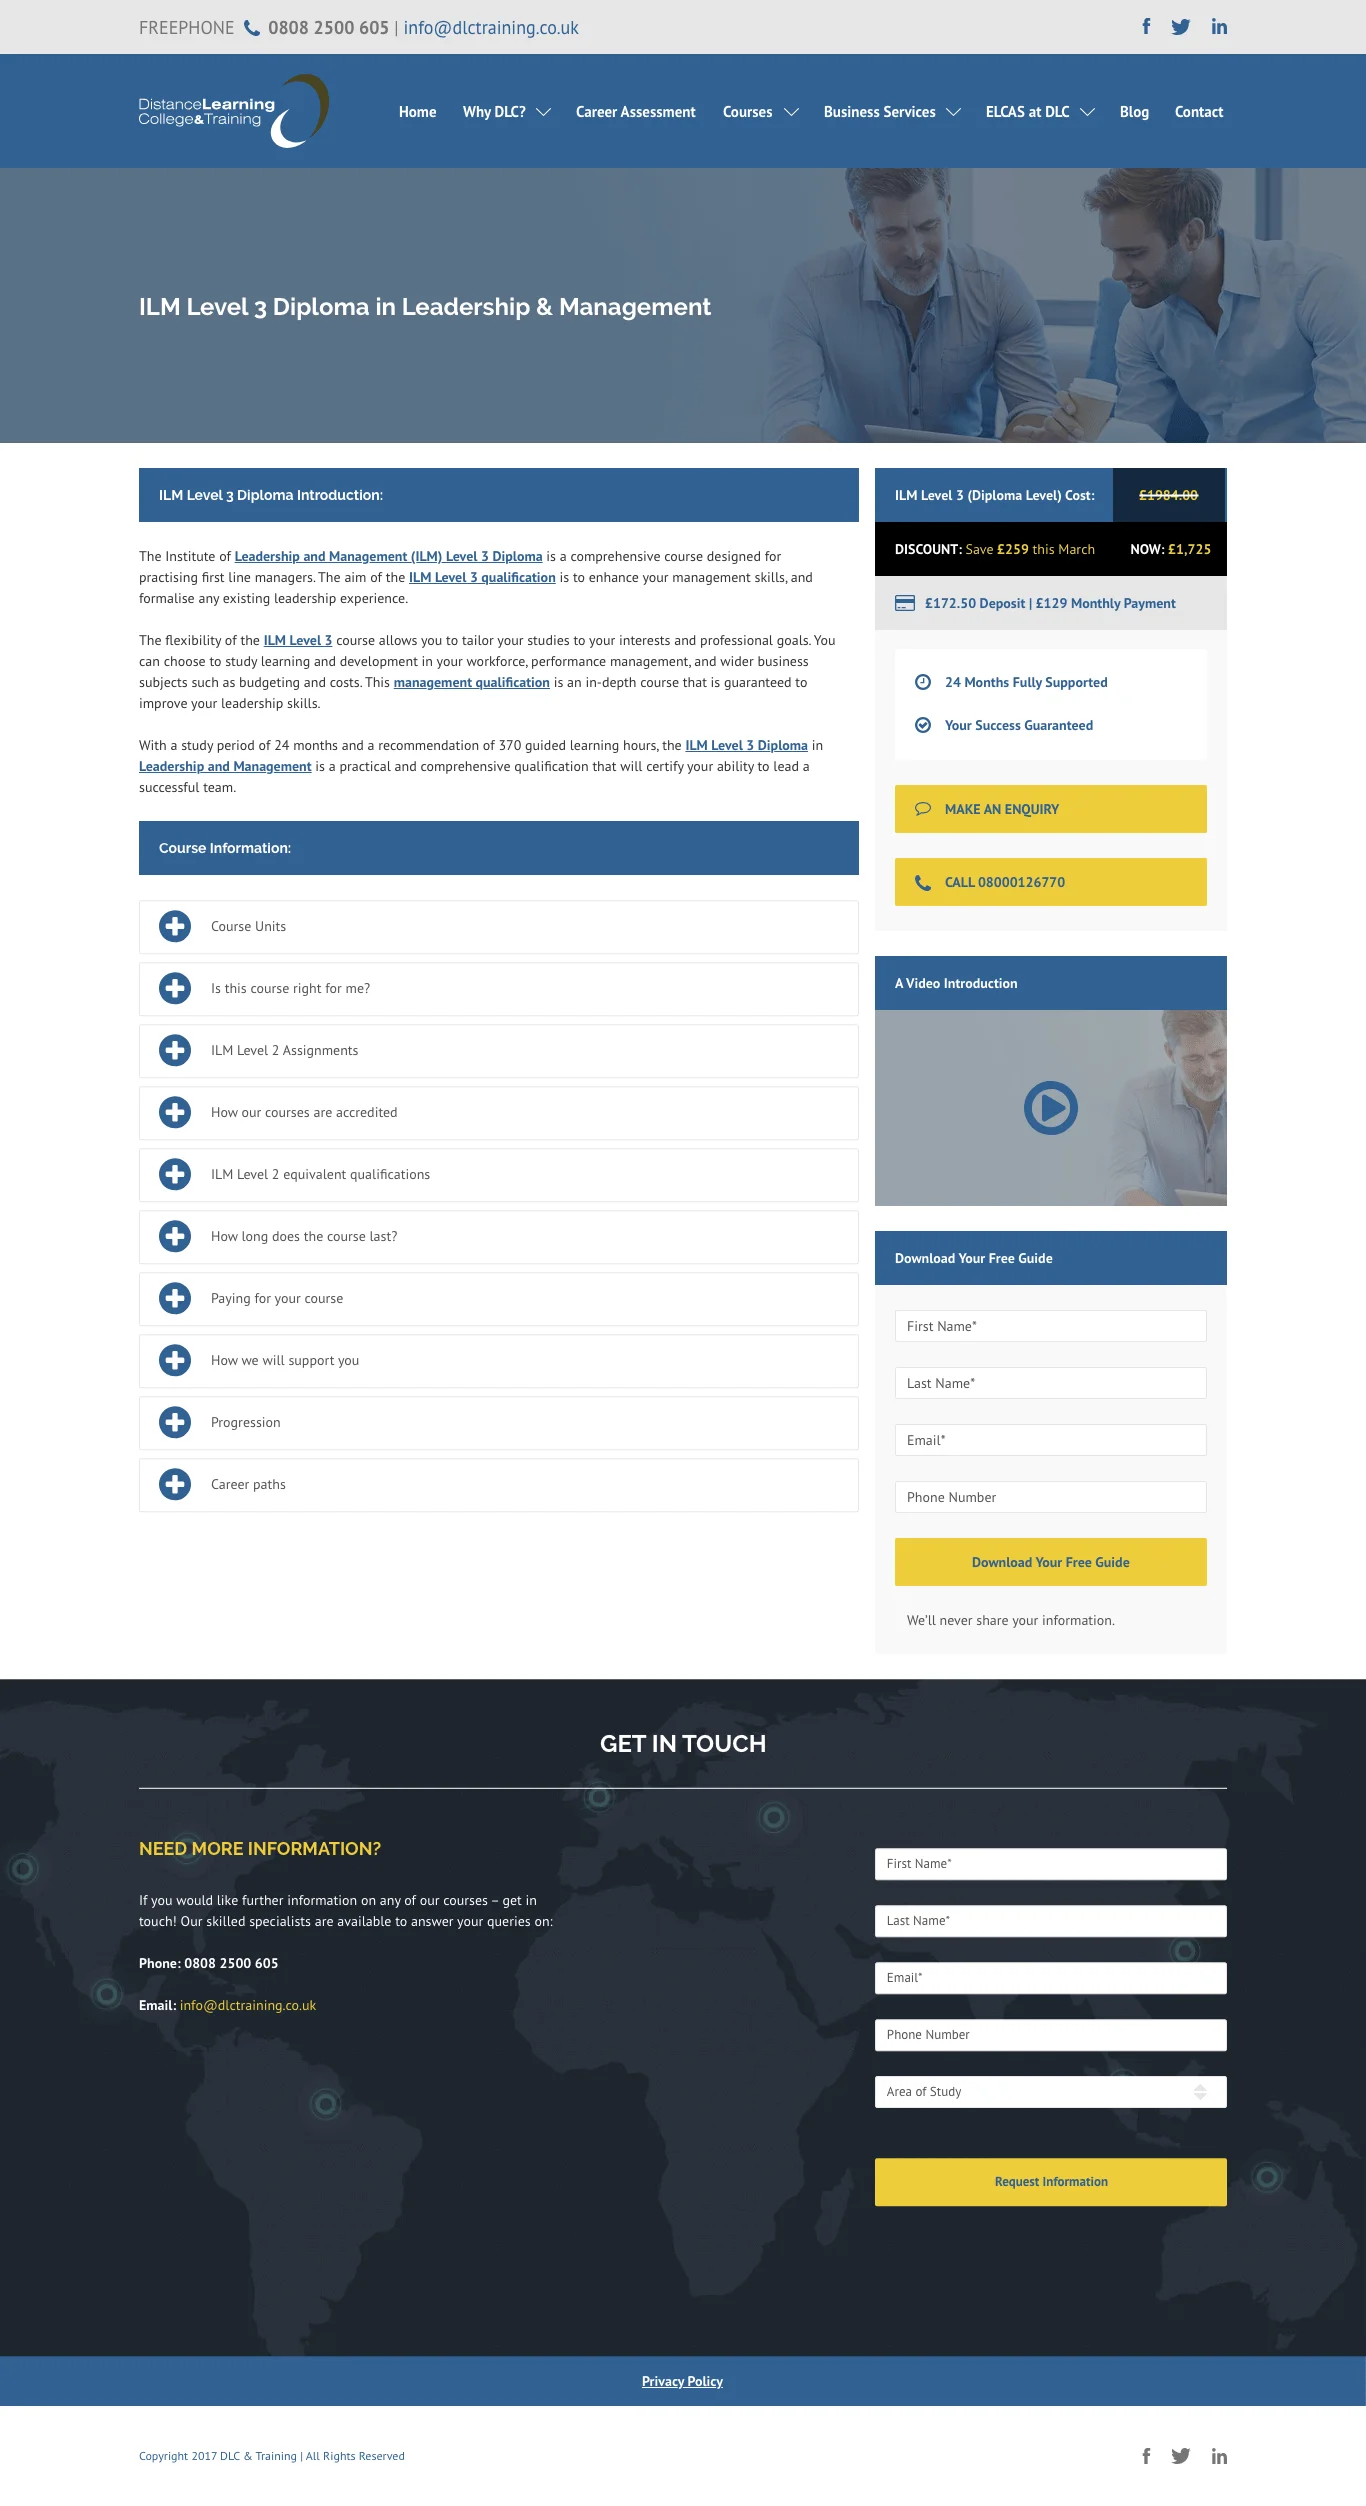 FREEPHONE 0808 2500 605 | info@dlctraining.co.uk
DistanceLearning
College&Training
Home Why DLC? Career Assessment Courses Business Services ELCAS at DLC Blog Contact
ILM Level 3 Diploma in Leadership & Management
ILM Level 3 Diploma Introduction:
The Institute of Leadership and Management (ILM) Level 3 Diploma is a comprehensive course designed for
practising first line managers. The aim of the ILM Level 3 qualification is to enhance your management skills, and
formalise any existing leadership experience.
The flexibility of the ILM Level 3 course allows you to tailor your studies to your interests and professional goals. You
can choose to study learning and development in your workforce, performance management, and wider business
subjects such as budgeting and costs. This management qualification is an in-depth course that is guaranteed to
improve your leadership skills.
With a study period of 24 months and a recommendation of 370 guided learning hours, the ILM Level 3 Diploma in
Leadership and Management is a practical and comprehensive qualification that will certify your ability to lead a
successful team.
Course Information:
Course Units
Is this course right for me?
ILM Level 2 Assignments
How our courses are accredited
ILM Level 2 equivalent qualifications
How long does the course last?
Paying for your course
How we will support you
Progression
Career paths
ILM Level 3 (Diploma Level) Cost: £1984.00
DISCOUNT: Save £259 this March NOW: £1,725
£172.50 Deposit | £129 Monthly Payment
24 Months Fully Supported
Your Success Guaranteed
MAKE AN ENQUIRY
CALL 08000126770
A Video Introduction
Download Your Free Guide
First Name*
Last Name*
Email*
Phone Number
Download Your Free Guide
We'll never share your information.
GET IN TOUCH
NEED MORE INFORMATION?
If you would like further information on any of our courses – get in
touch! Our skilled specialists are available to answer your queries on:
Phone: 0808 2500 605
Email: info@dlctraining.co.uk
First Name*
Last Name*
Email*
Phone Number
Area of Study
Request Information
Privacy Policy
Copyright 2017 DLC & Training | All Rights Reserved